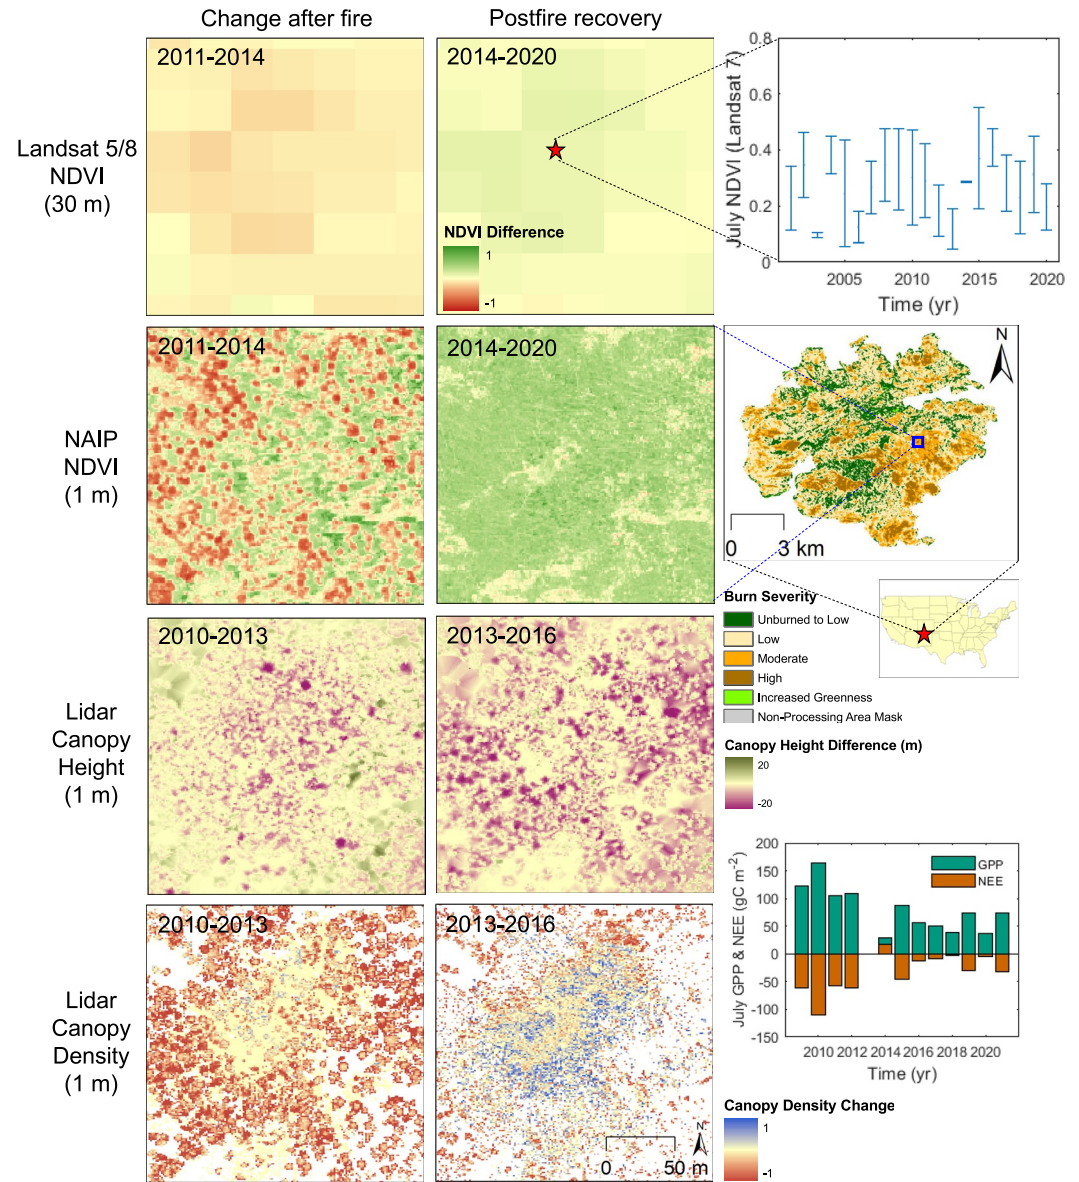 Change after fire
Postfire recovery
Landsat 5/8
NDVI
(30 m)
2011-2014
2014-2020
NDVI Difference
1
-1
July NDVI (Landsat 7)
0.8
0.6
0.4
0.2
0
2005
2010
2015
2020
Time (yr)
NAIP
NDVI
(1 m)
2011-2014
2014-2020
N
0
3 km
Burn Severity
Unburned to Low
Low
Moderate
High
Increased Greenness
Non-Processing Area Mask
Lidar
Canopy
Height
(1 m)
2010-2013
2013-2016
Canopy Height Difference (m)
20
-20
July GPP & NEE (gC m⁻²)
200
150
100
50
0
-50
-100
-150
GPP
NEE
2010 2012 2014 2016 2018 2020
Time (yr)
Lidar
Canopy
Density
(1 m)
2010-2013
2013-2016
N
0
50 m
Canopy Density Change
1
-1